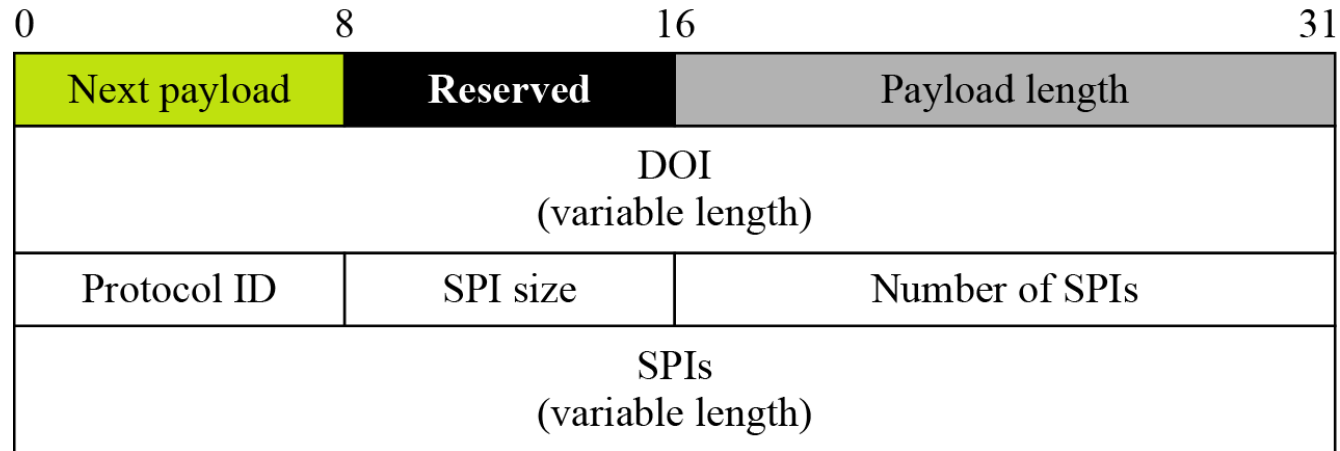 0 8 16 31
Next payload Reserved Payload length
DOI
(variable length)
Protocol ID SPI size Number of SPIs
SPIs
(variable length)